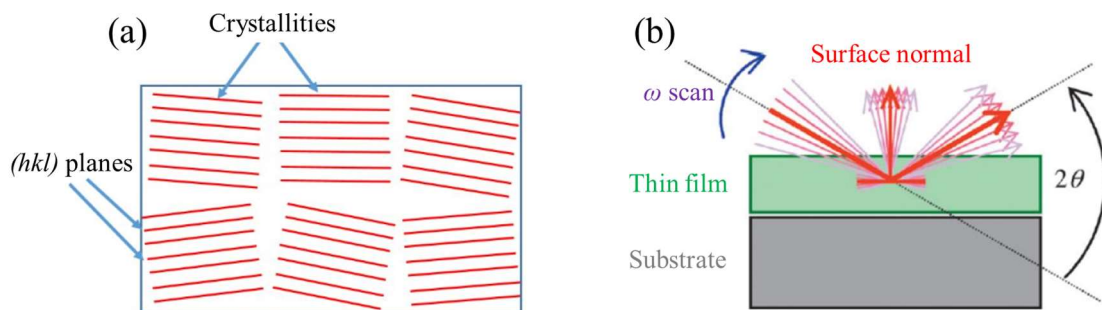 (a)
Crystallities
(hkl) planes
(b)
Surface normal
ω scan
Thin film
2θ
Substrate